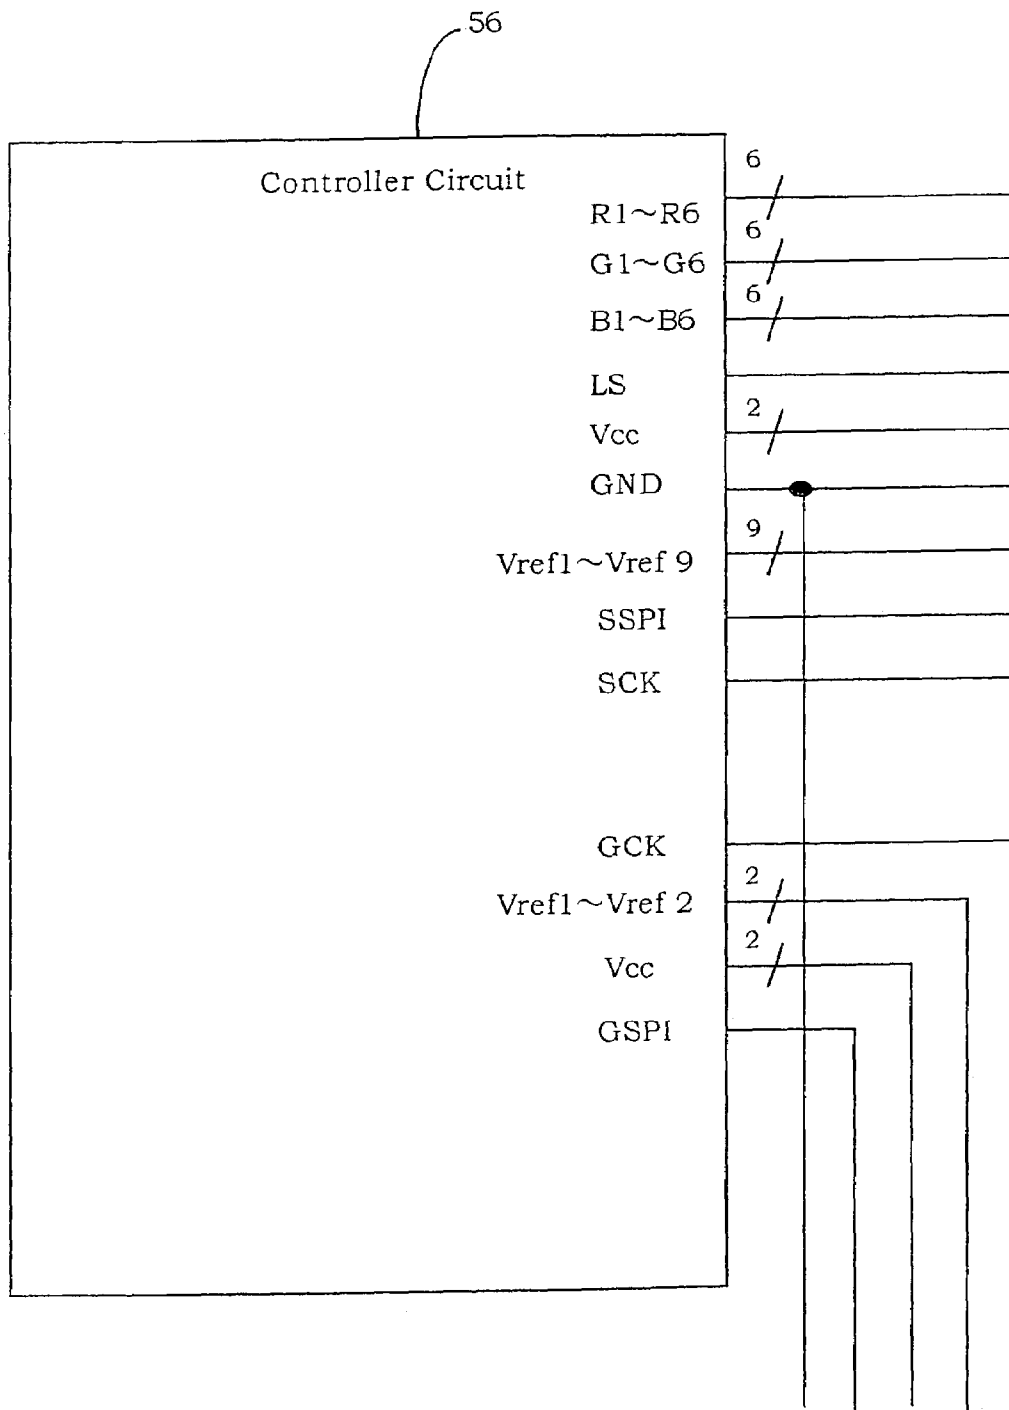 56
Controller Circuit
6
R1~R6
6
G1~G6
6
B1~B6
LS
2
Vcc
GND
9
Vref1~Vref 9
SSPI
SCK
GCK
2
Vref1~Vref 2
2
Vcc
GSPI